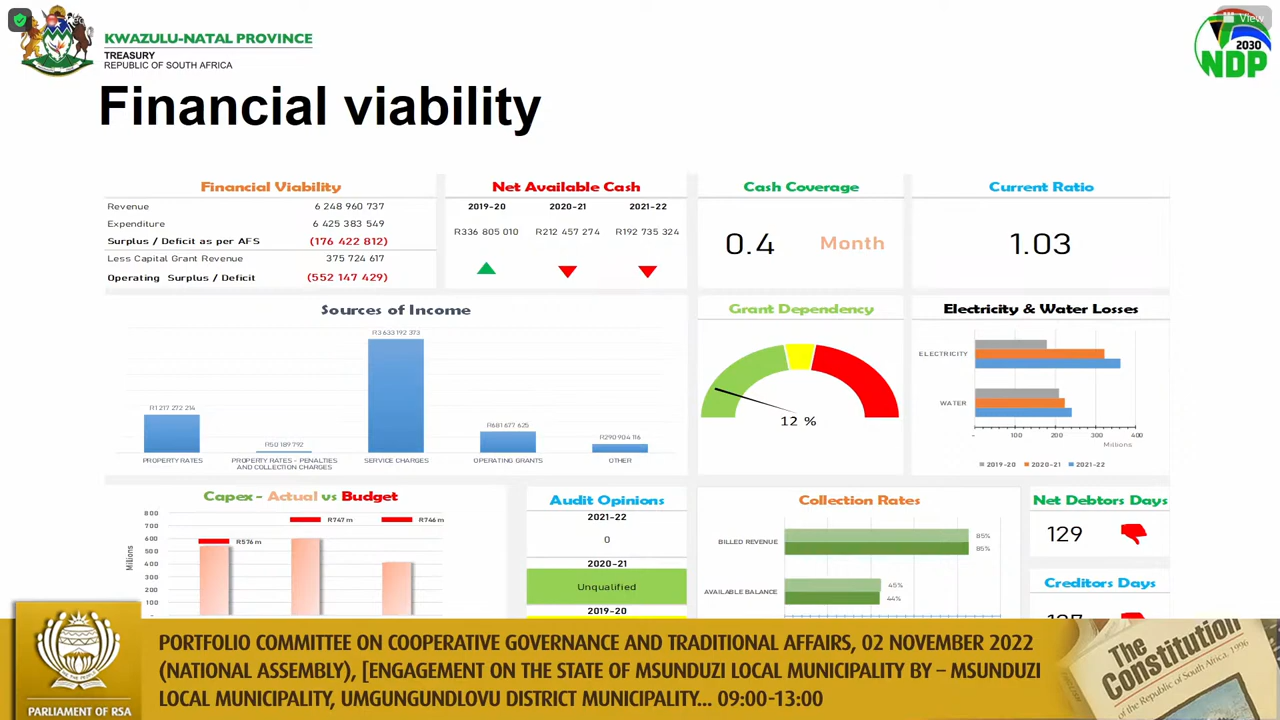 View
KWAZULU-NATAL PROVINCE
TREASURY
REPUBLIC OF SOUTH AFRICA
2030
NDP
Financial viability
Financial Viability
Revenue 6 248 960 737
Expenditure 6 425 383 549
Surplus / Deficit as per AFS (176 422 812)
Less Capital Grant Revenue 375 724 617
Operating Surplus / Deficit (552 147 429)
Net Available Cash
2019-20 2020-21 2021-22
R336 805 010 R212 457 274 R192 735 324
Cash Coverage
0.4 Month
Current Ratio
1.03
Sources of Income
R3 633 192 373
R1 217 272 214
R50 189 792
R681 677 625
R290 904 116
PROPERTY RATES
PROPERTY RATES - PENALTIES
AND COLLECTION CHARGES
SERVICE CHARGES
OPERATING GRANTS
OTHER
Grant Dependency
12 %
Electricity & Water Losses
ELECTRICITY
WATER
- 100 200 300 400
Millions
2019-20 2020-21 2021-22
Capex - Actual vs Budget
800
700
600
500
400
300
200
100
-
Millions
R576 m
R747 m
R746 m
Audit Opinions
2021-22
0
2020-21
Unqualified
2019-20
Collection Rates
BILLED REVENUE
85%
85%
AVAILABLE BALANCE
45%
44%
Net Debtors Days
129
Creditors Days
PARLIAMENT OF RSA
PORTFOLIO COMMITTEE ON COOPERATIVE GOVERNANCE AND TRADITIONAL AFFAIRS, 02 NOVEMBER 2022
(NATIONAL ASSEMBLY), [ENGAGEMENT ON THE STATE OF MSUNDUZI LOCAL MUNICIPALITY BY – MSUNDUZI
LOCAL MUNICIPALITY, UMGUNGUNDLOVU DISTRICT MUNICIPALITY... 09:00-13:00
The
Constitution
of the Republic of South Africa, 1996